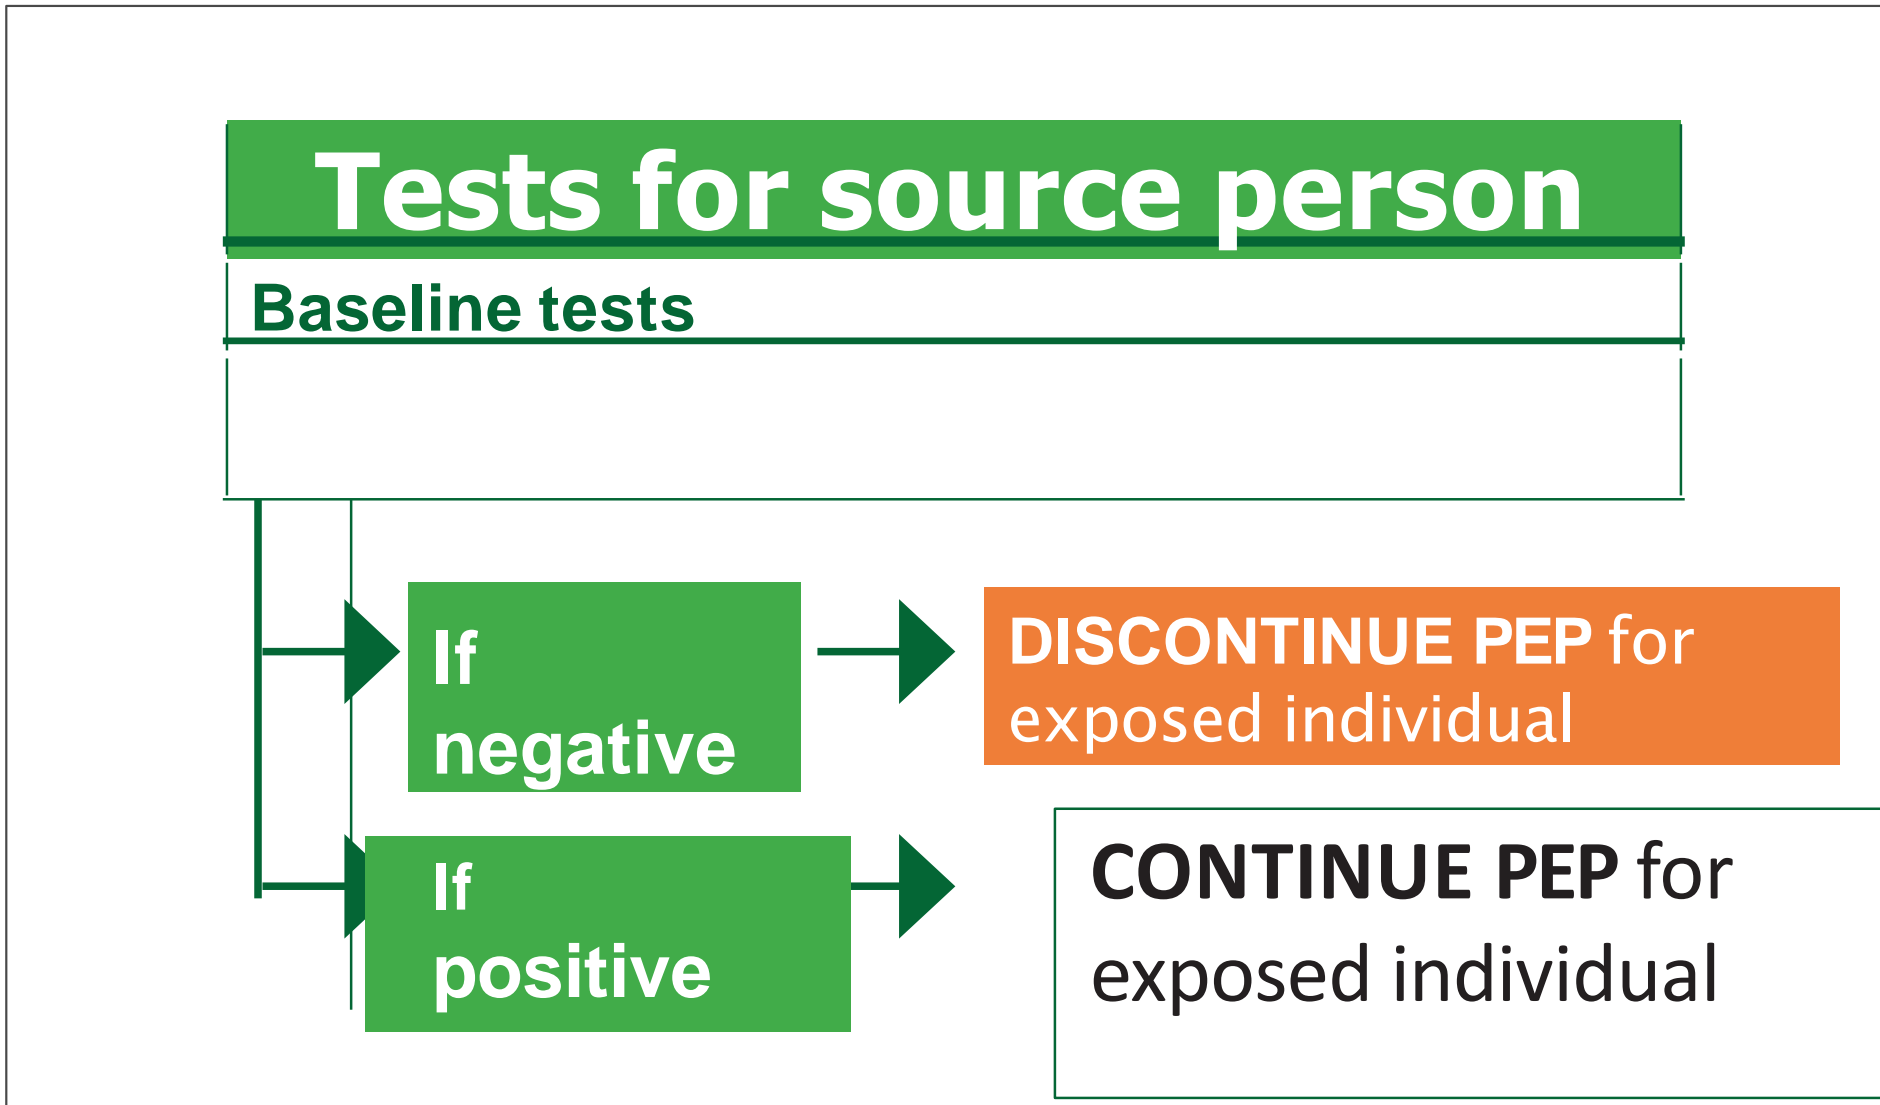 Tests for source person
Baseline tests
If
negative
DISCONTINUE PEP for
exposed individual
If
positive
CONTINUE PEP for
exposed individual